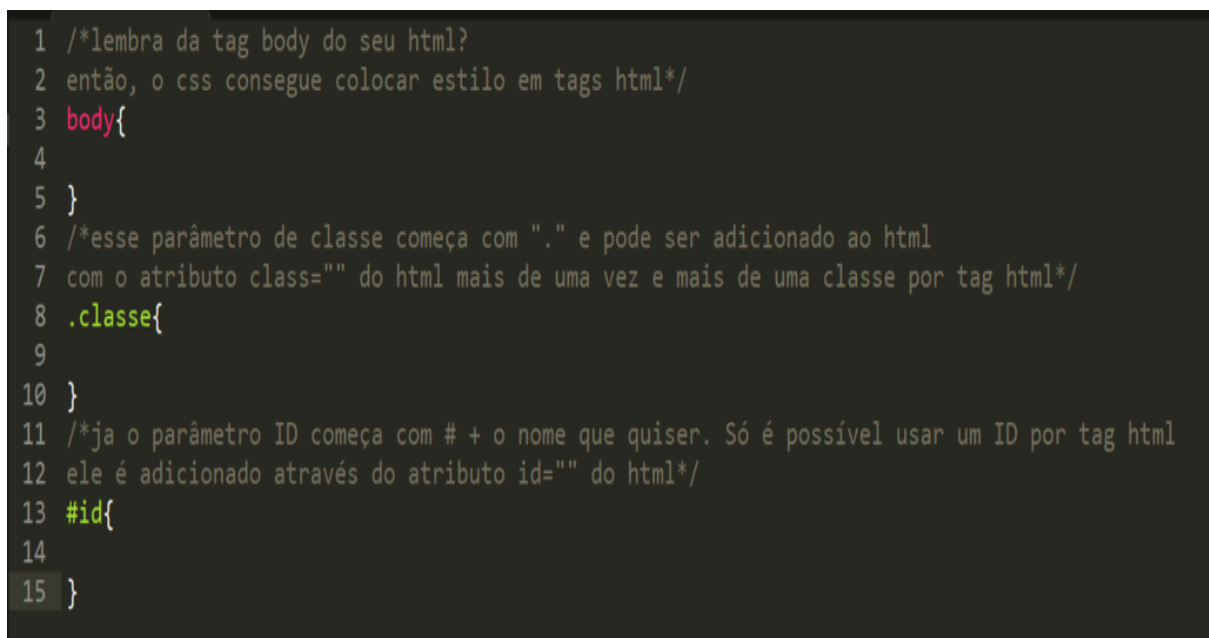 1 /*lembra da tag body do seu html?
2 então, o css consegue colocar estilo em tags html*/
3 body{
4
5 }
6 /*esse parâmetro de classe começa com "." e pode ser adicionado ao html
7 com o atributo class="" do html mais de uma vez e mais de uma classe por tag html*/
8 .classe{
9
10 }
11 /*ja o parâmetro ID começa com # + o nome que quiser. Só é possível usar um ID por tag html
12 ele é adicionado através do atributo id="" do html*/
13 #id{
14
15 }